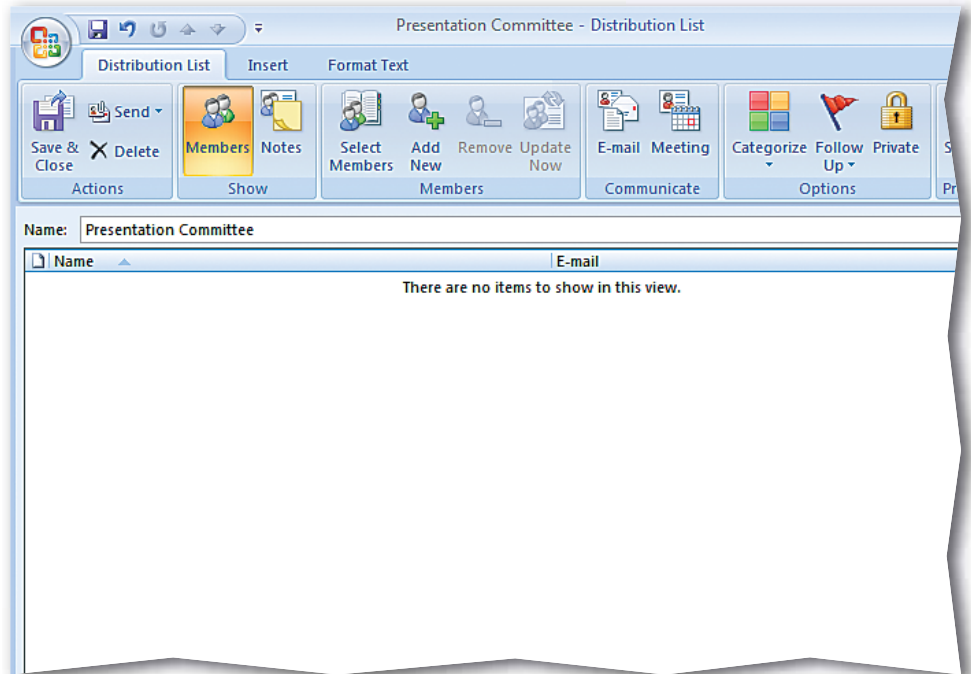 Presentation Committee - Distribution List
Distribution List Insert Format Text
Save & Close
Send
Delete
Members
Notes
Select Members
Add New
Remove
Update Now
E-mail
Meeting
Categorize
Follow Up
Private
S
Actions
Show
Members
Communicate
Options
Pr
Name: Presentation Committee
Name E-mail
There are no items to show in this view.